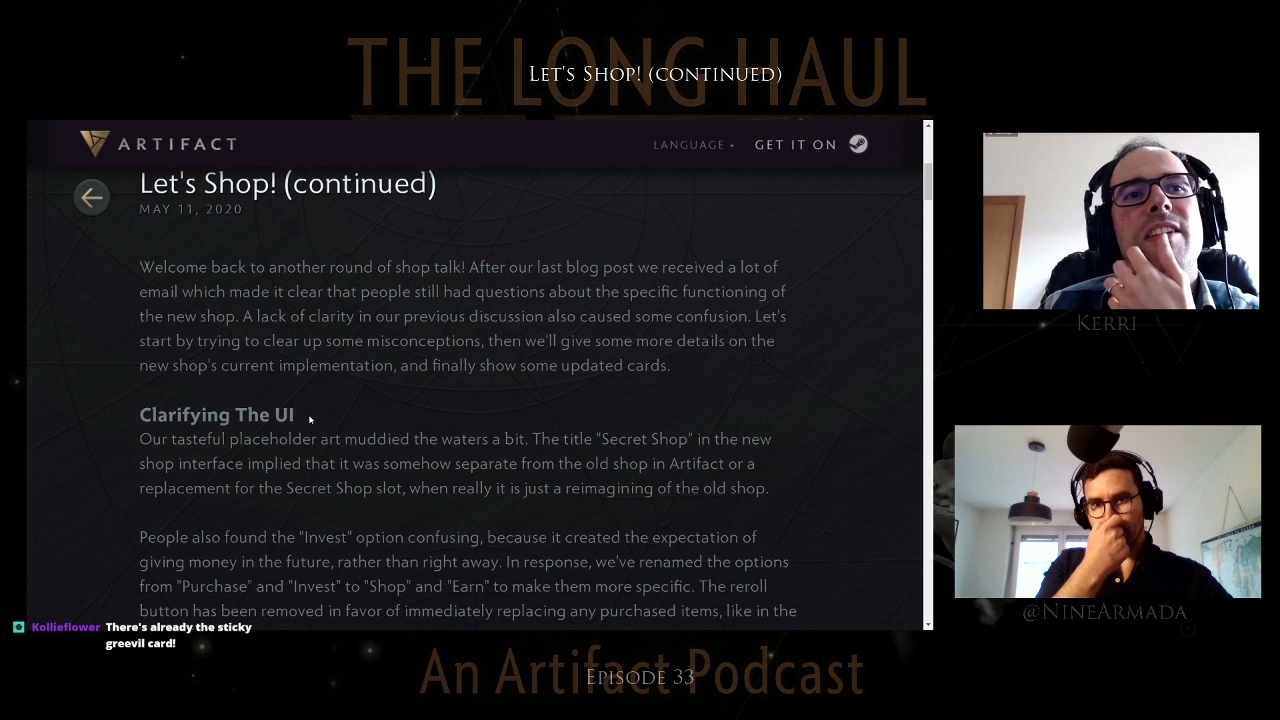 THE LONG HAUL
LET'S SHOP! (CONTINUED)
ARTIFACT
LANGUAGE
GET IT ON
Let's Shop! (continued)
MAY 11, 2020
Welcome back to another round of shop talk! After our last blog post we received a lot of
email which made it clear that people still had questions about the specific functioning of
the new shop. A lack of clarity in our previous discussion also caused some confusion. Let's
start by trying to clear up some misconceptions, then we'll give some more details on the
new shop's current implementation, and finally show some updated cards.
Clarifying The UI
Our tasteful placeholder art muddied the waters a bit. The title "Secret Shop" in the new
shop interface implied that it was somehow separate from the old shop in Artifact or a
replacement for the Secret Shop slot, when really it is just a reimagining of the old shop.
People also found the "Invest" option confusing, because it created the expectation of
giving money in the future, rather than right away. In response, we've renamed the options
from "Purchase" and "Invest" to "Shop" and "Earn" to make them more specific. The reroll
button has been removed in favor of immediately replacing any purchased items, like in the
Kollieflower There's already the sticky
greevil card!
KERRI
@NINEARMADA
An Artifact Podcast
EPISODE 33